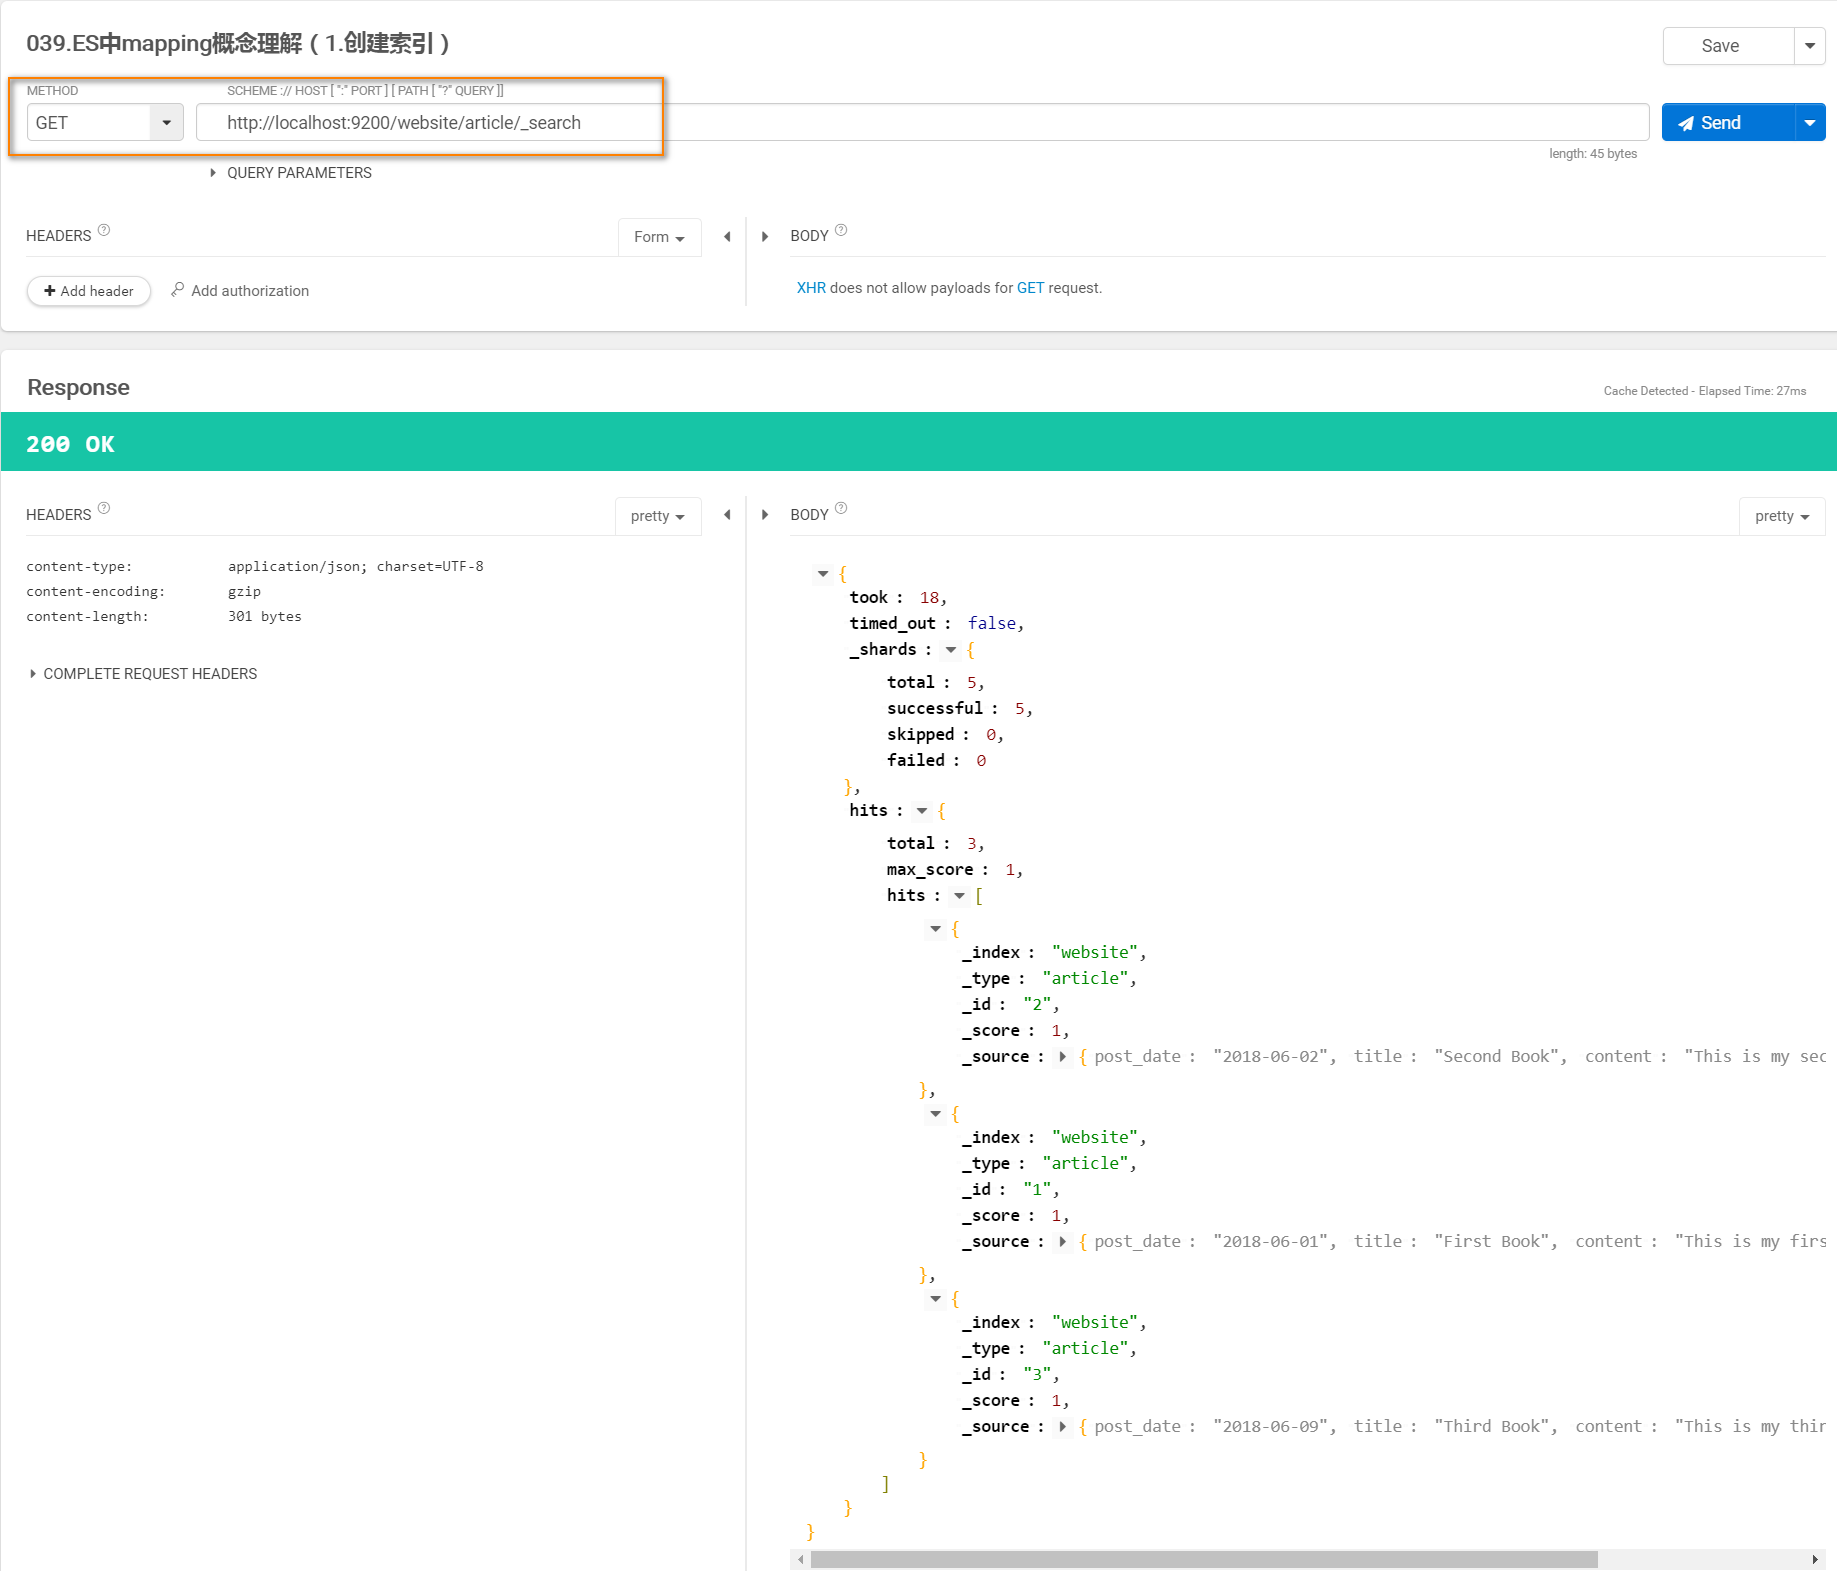 039.ES中mapping概念理解（1.创建索引）
Save
METHOD
SCHEME :// HOST [ ":" PORT ] [ PATH [ "?" QUERY ]]
GET
http://localhost:9200/website/article/_search
Send
length: 45 bytes
QUERY PARAMETERS
HEADERS ?
Form
BODY ?
Add header
Add authorization
XHR does not allow payloads for GET request.
Response
Cache Detected - Elapsed Time: 27ms
200 OK
HEADERS ?
pretty
BODY ?
pretty
content-type: application/json; charset=UTF-8
content-encoding: gzip
content-length: 301 bytes
COMPLETE REQUEST HEADERS
{
took : 18,
timed_out : false,
_shards : {
total : 5,
successful : 5,
skipped : 0,
failed : 0
},
hits : {
total : 3,
max_score : 1,
hits : [
{
_index : "website",
_type : "article",
_id : "2",
_score : 1,
_source : { post_date : "2018-06-02", title : "Second Book", content : "This is my sec
},
{
_index : "website",
_type : "article",
_id : "1",
_score : 1,
_source : { post_date : "2018-06-01", title : "First Book", content : "This is my firs
},
{
_index : "website",
_type : "article",
_id : "3",
_score : 1,
_source : { post_date : "2018-06-09", title : "Third Book", content : "This is my thir
}
]
}
}